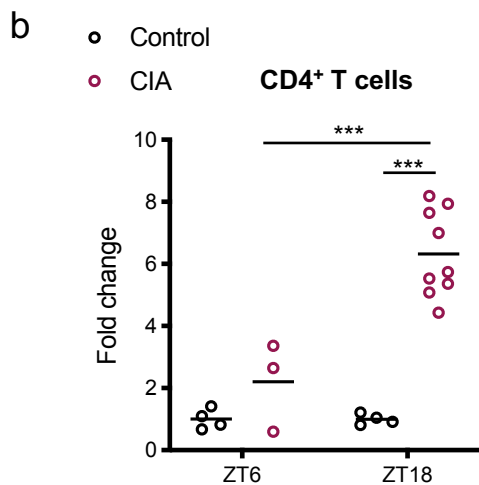 b
Control
CIA
CD4⁺ T cells
***
***
10
8
6
4
2
0
Fold change
ZT6
ZT18